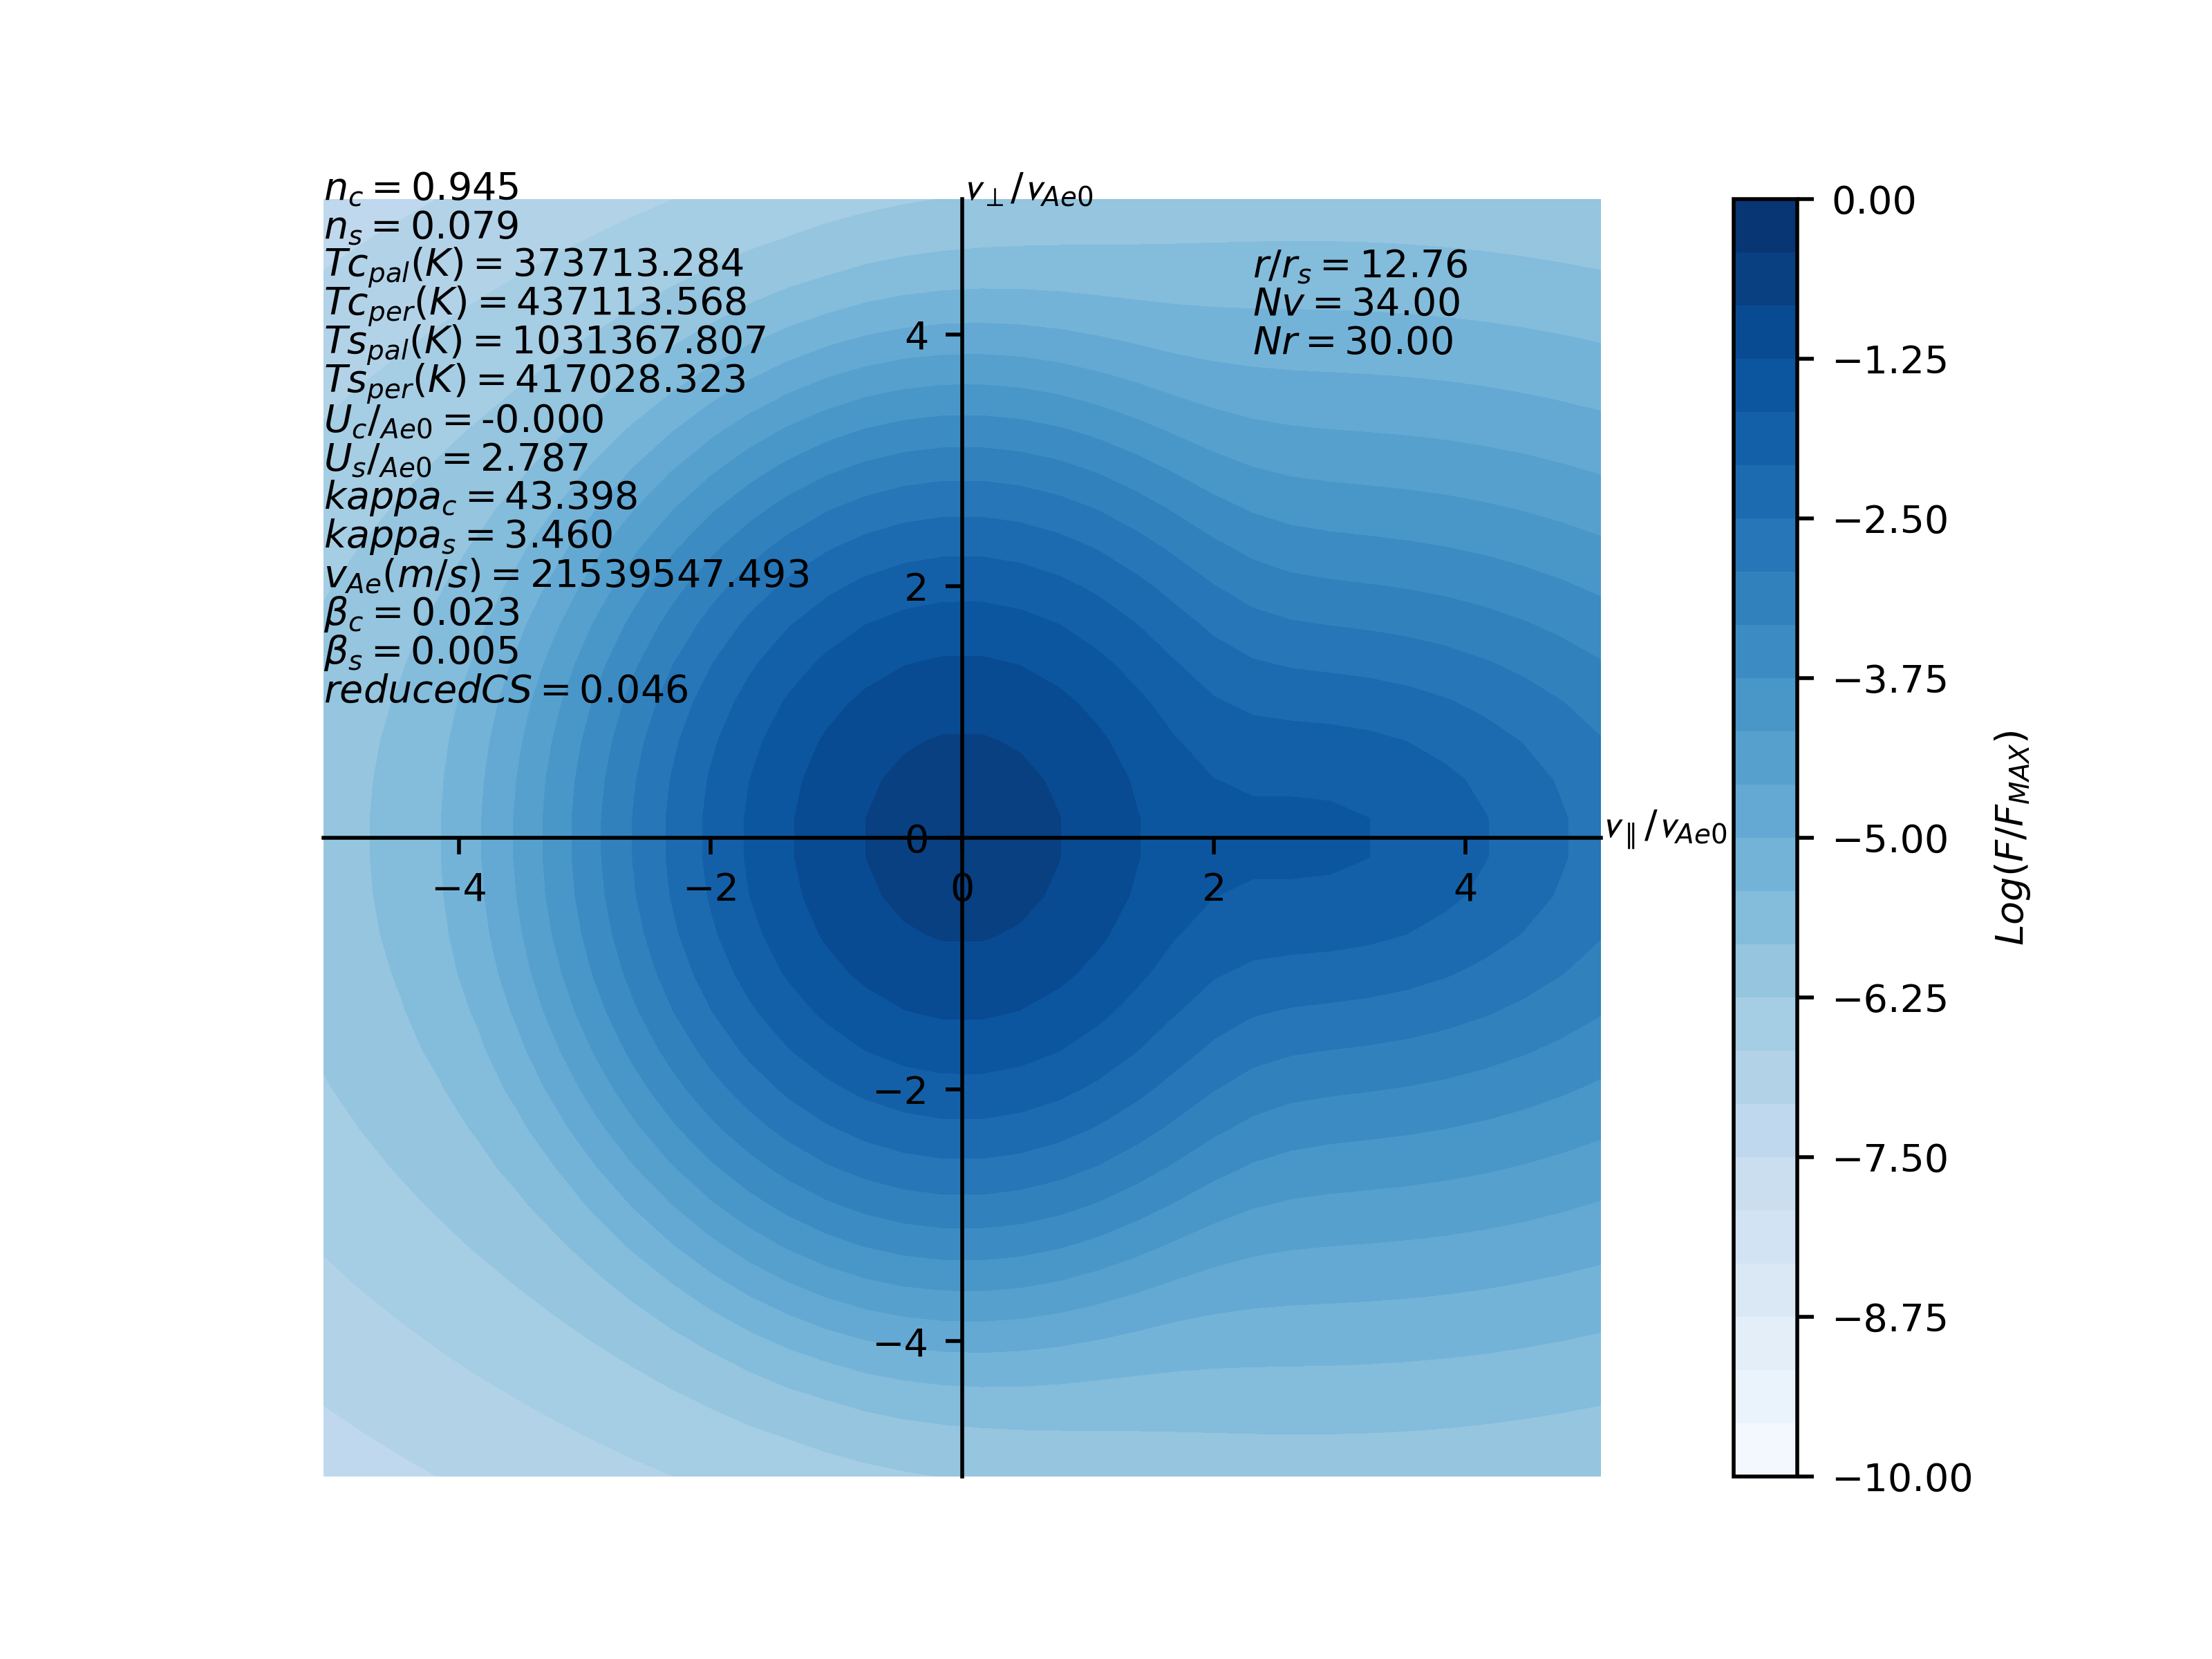 n_c = 0.945
n_s = 0.079
Tc_pal(K) = 373713.284
Tc_per(K) = 437113.568
Ts_pal(K) = 1031367.807
Ts_per(K) = 417028.323
U_c/_Ae0 = -0.000
U_s/_Ae0 = 2.787
kappa_c = 43.398
kappa_s = 3.460
v_Ae(m/s) = 21539547.493
β_c = 0.023
β_s = 0.005
reducedCS = 0.046
v_⊥/v_Ae0
r/r_s = 12.76
Nv = 34.00
Nr = 30.00
4
2
0
−2
−4
−4
−2
0
2
4
v_∥/v_Ae0
0.00
−1.25
−2.50
−3.75
−5.00
−6.25
−7.50
−8.75
−10.00
Log(F/F_MAX)